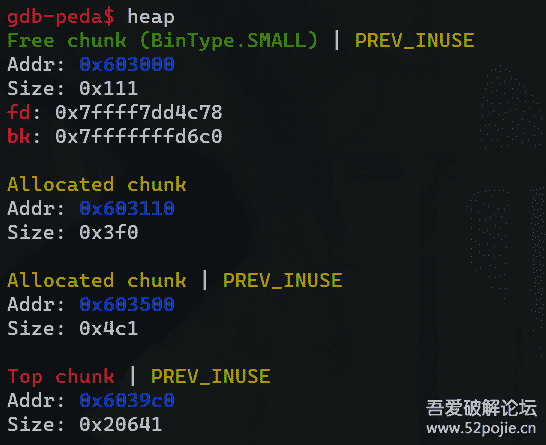 gdb-peda$ heap
Free chunk (BinType.SMALL) | PREV_INUSE
Addr: 0x603000
Size: 0x111
fd: 0x7ffff7dd4c78
bk: 0x7fffffffd6c0
Allocated chunk
Addr: 0x603110
Size: 0x3f0
Allocated chunk | PREV_INUSE
Addr: 0x603500
Size: 0x4c1
Top chunk | PREV_INUSE
Addr: 0x6039c0
Size: 0x20641
吾爱破解论坛
www.52pojie.cn